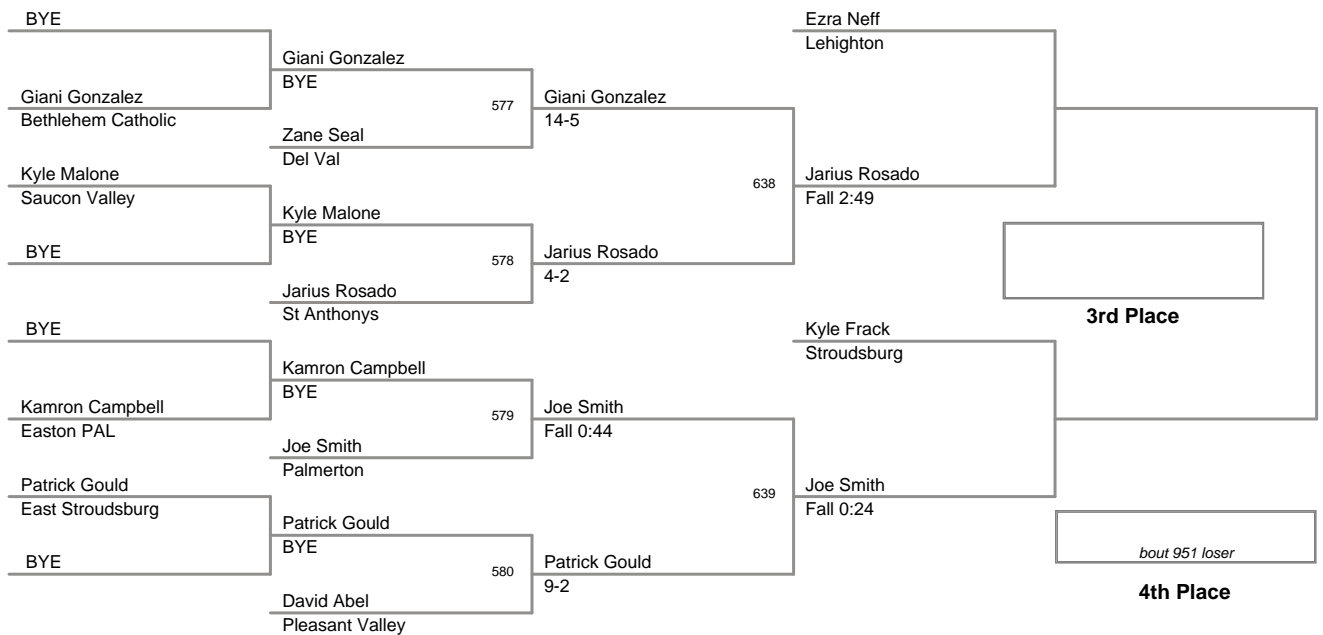 BYE
Giani Gonzalez
Bethlehem Catholic
Kyle Malone
Saucon Valley
BYE
BYE
Kamron Campbell
Easton PAL
Patrick Gould
East Stroudsburg
BYE
Giani Gonzalez
BYE
577
Zane Seal
Del Val
Kyle Malone
BYE
578
Jarius Rosado
St Anthonys
Kamron Campbell
BYE
579
Joe Smith
Palmerton
Patrick Gould
BYE
580
David Abel
Pleasant Valley
Giani Gonzalez
14-5
638
Jarius Rosado
4-2
Joe Smith
Fall 0:44
639
Patrick Gould
9-2
Ezra Neff
Lehighton
Jarius Rosado
Fall 2:49
Kyle Frack
Stroudsburg
Joe Smith
Fall 0:24
3rd Place
bout 951 loser
4th Place